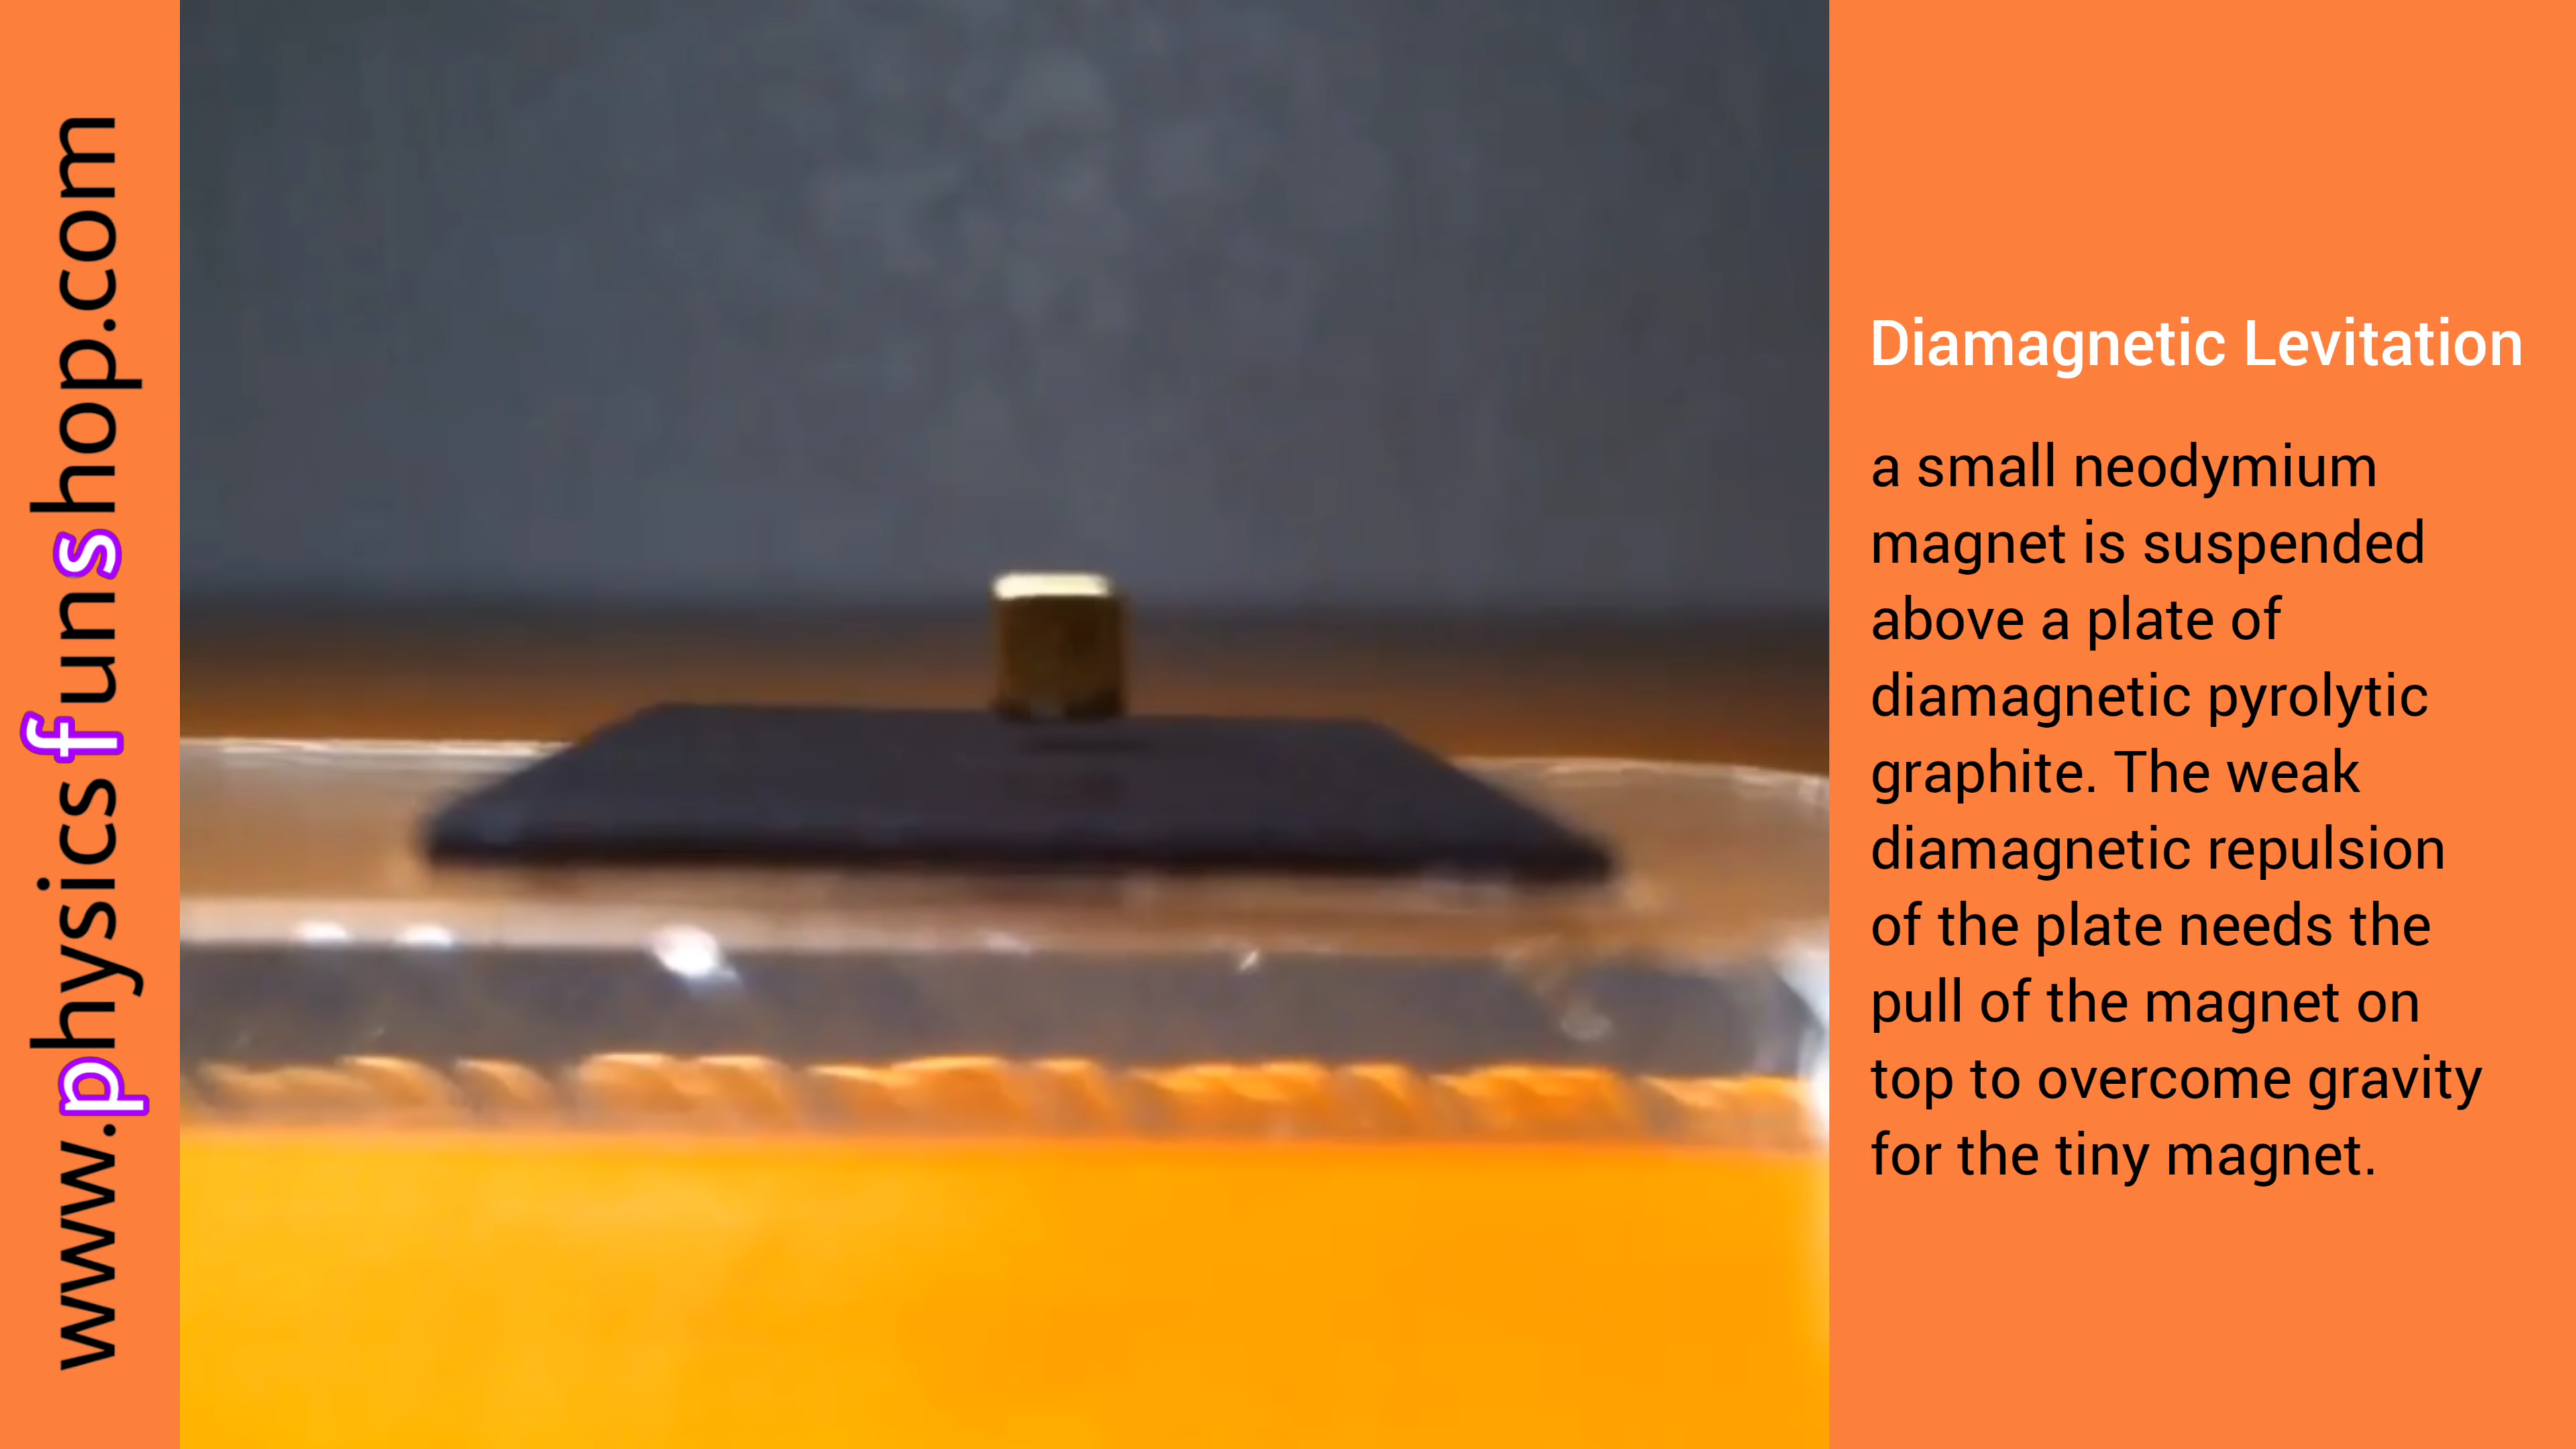 www.physicsfunshop.com
Diamagnetic Levitation
a small neodymium
magnet is suspended
above a plate of
diamagnetic pyrolytic
graphite. The weak
diamagnetic repulsion
of the plate needs the
pull of the magnet on
top to overcome gravity
for the tiny magnet.